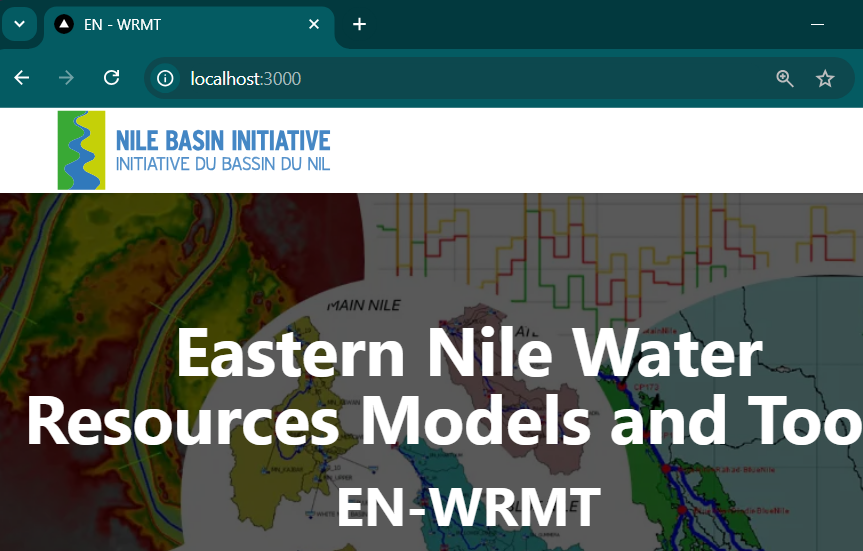 EN - WRMT
localhost:3000
NILE BASIN INITIATIVE
INITIATIVE DU BASSIN DU NIL
MAIN NILE
Eastern Nile Water
CP172
Resources Models and Too
EN-WRMT